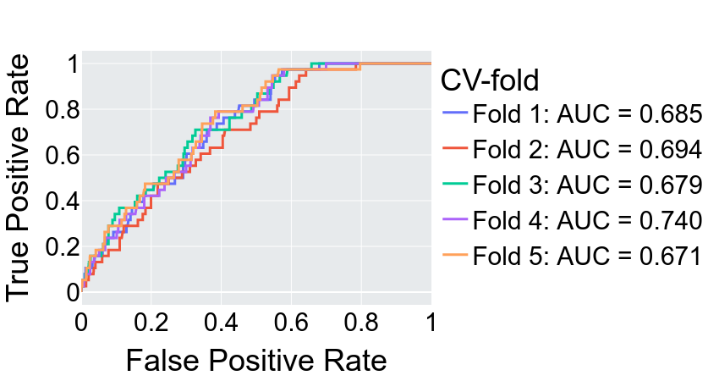 1
0.8
0.6
0.4
0.2
0
True Positive Rate
0 0.2 0.4 0.6 0.8 1
False Positive Rate
CV-fold
Fold 1: AUC = 0.685
Fold 2: AUC = 0.694
Fold 3: AUC = 0.679
Fold 4: AUC = 0.740
Fold 5: AUC = 0.671